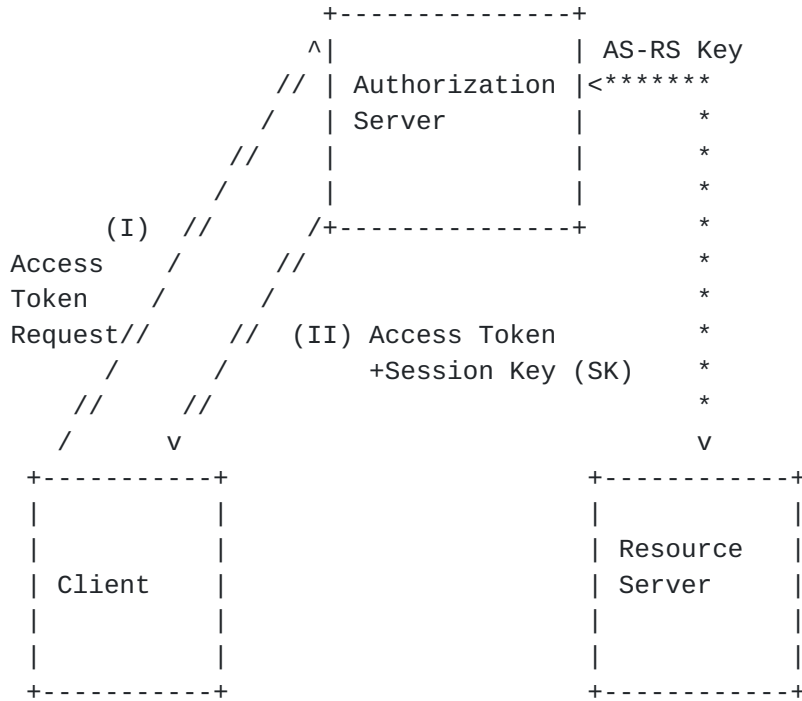 AS-RS Key
Authorization
Server
(I)
Access
Token
Request
(II) Access Token
+Session Key (SK)
Client
Resource
Server